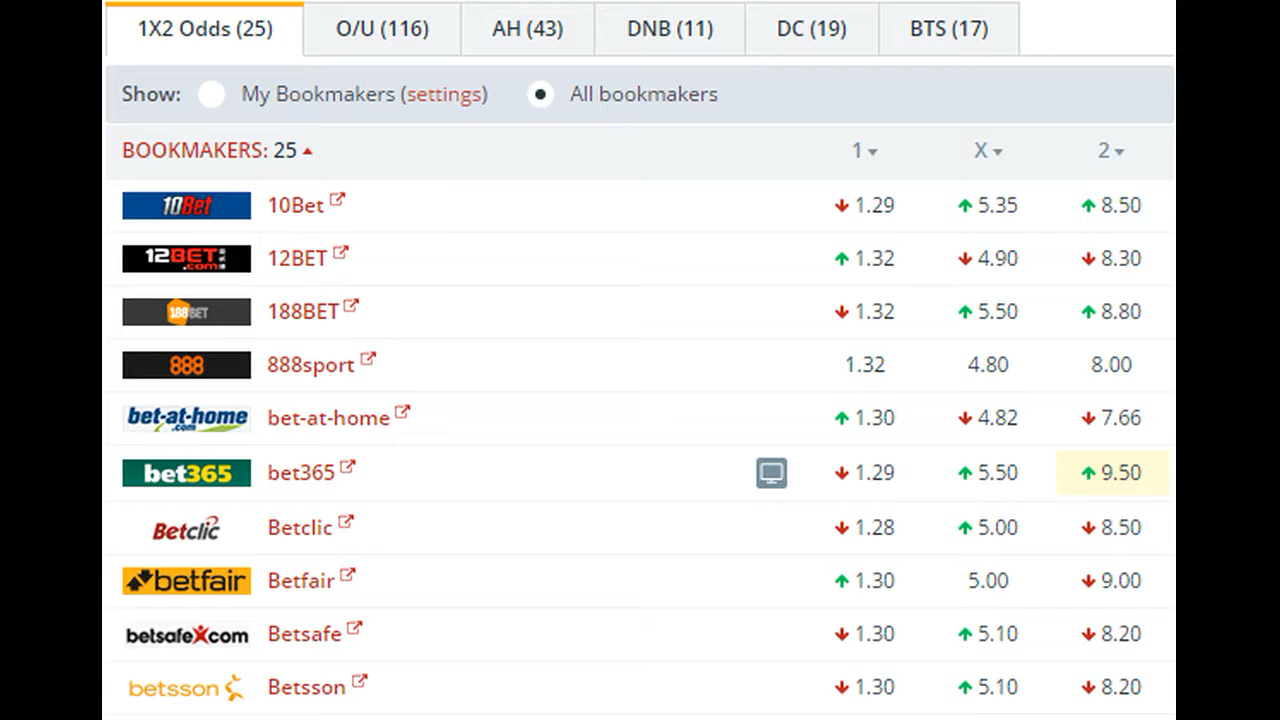 1X2 Odds (25) O/U (116) AH (43) DNB (11) DC (19) BTS (17)
Show: My Bookmakers (settings) All bookmakers
BOOKMAKERS: 25 1 X 2
10Bet 10Bet 1.29 5.35 8.50
12BET.com 12BET 1.32 4.90 8.30
188BET 188BET 1.32 5.50 8.80
888 888sport 1.32 4.80 8.00
bet-at-home.com bet-at-home 1.30 4.82 7.66
bet365 bet365 1.29 5.50 9.50
Betclic Betclic 1.28 5.00 8.50
betfair Betfair 1.30 5.00 9.00
betsafe.com Betsafe 1.30 5.10 8.20
betsson Betsson 1.30 5.10 8.20